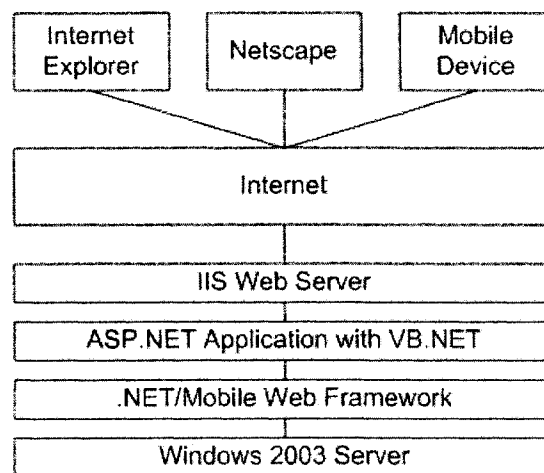 Internet
Explorer
Netscape
Mobile
Device
Internet
IIS Web Server
ASP.NET Application with VB.NET
.NET/Mobile Web Framework
Windows 2003 Server